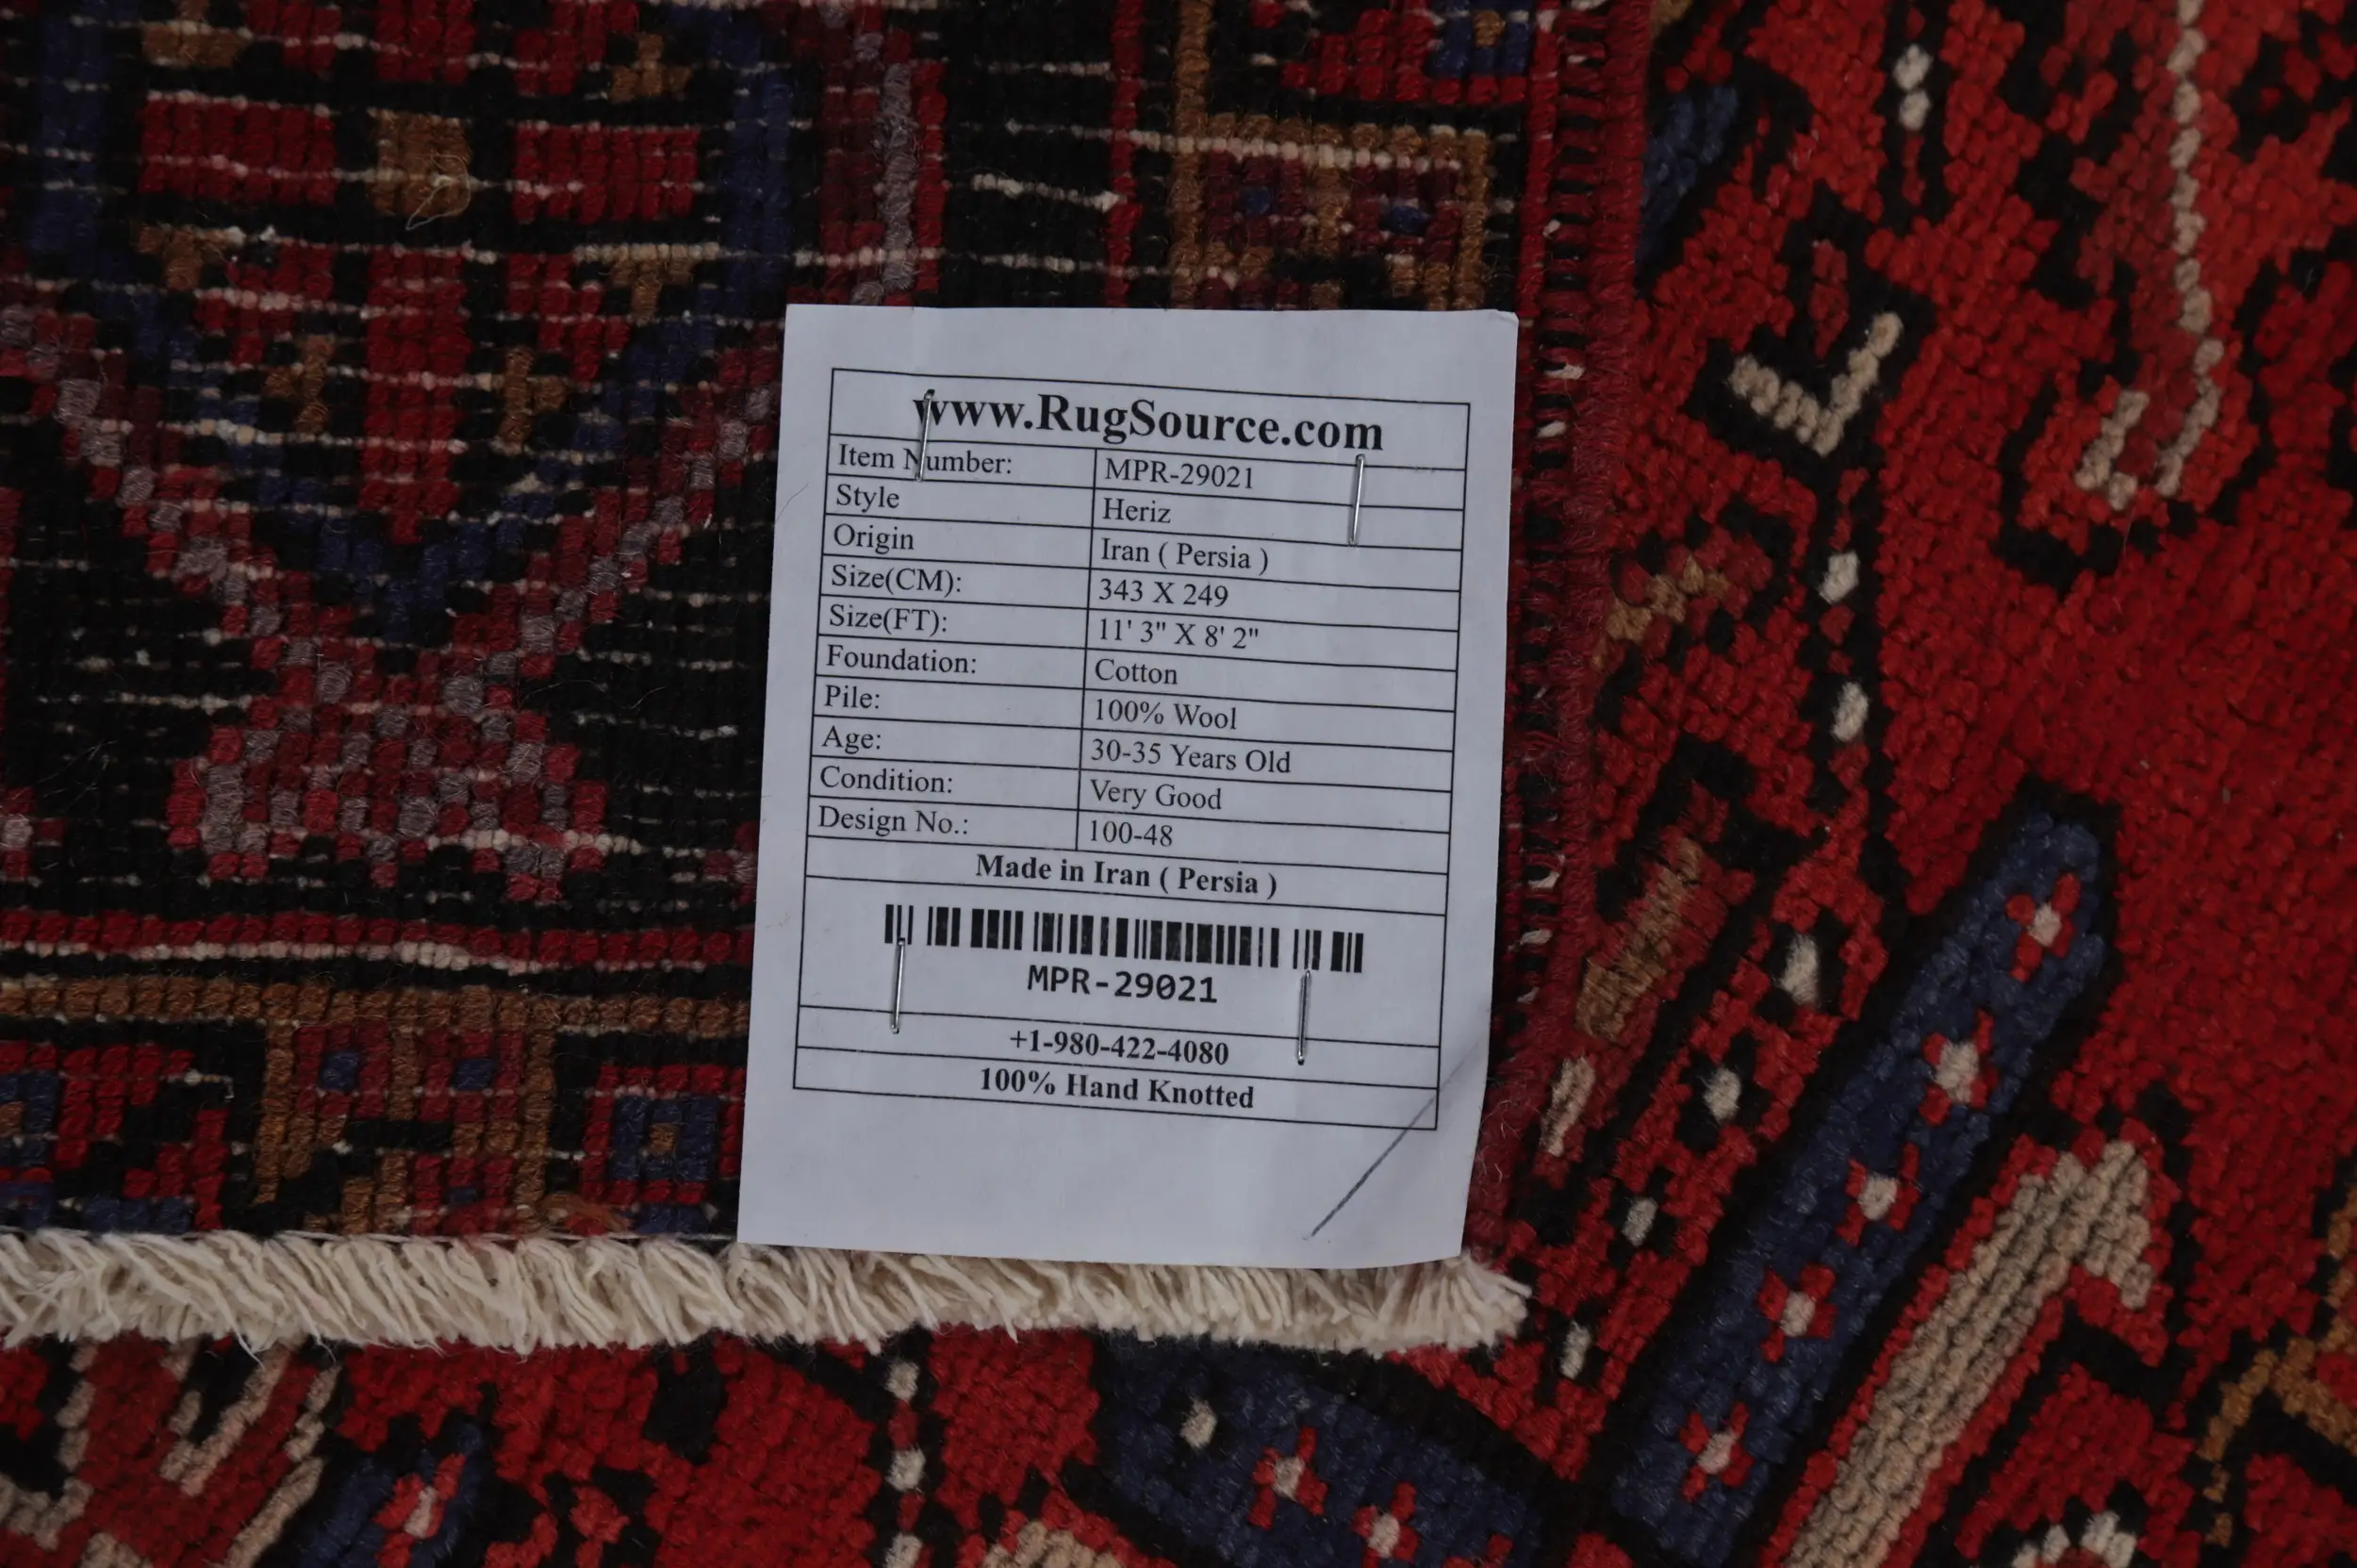 www.RugSource.com
Item Number: MPR-29021
Style Heriz
Origin Iran ( Persia )
Size(CM): 343 X 249
Size(FT): 11' 3" X 8' 2"
Foundation: Cotton
Pile: 100% Wool
Age: 30-35 Years Old
Condition: Very Good
Design No.: 100-48
Made in Iran ( Persia )
MPR-29021
+1-980-422-4080
100% Hand Knotted